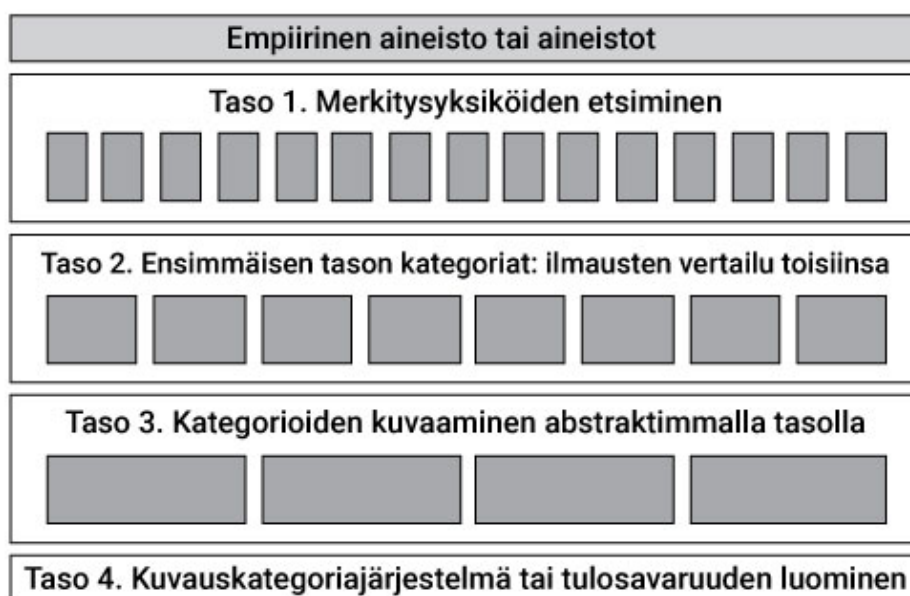 Empiirinen aineisto tai aineistot
Taso 1. Merkitysyksiköiden etsiminen
Taso 2. Ensimmäisen tason kategoriat: ilmausten vertailu toisiinsa
Taso 3. Kategorioiden kuvaaminen abstraktimmalla tasolla
Taso 4. Kuvauskategoriajärjestelmä tai tulosavaruuden luominen